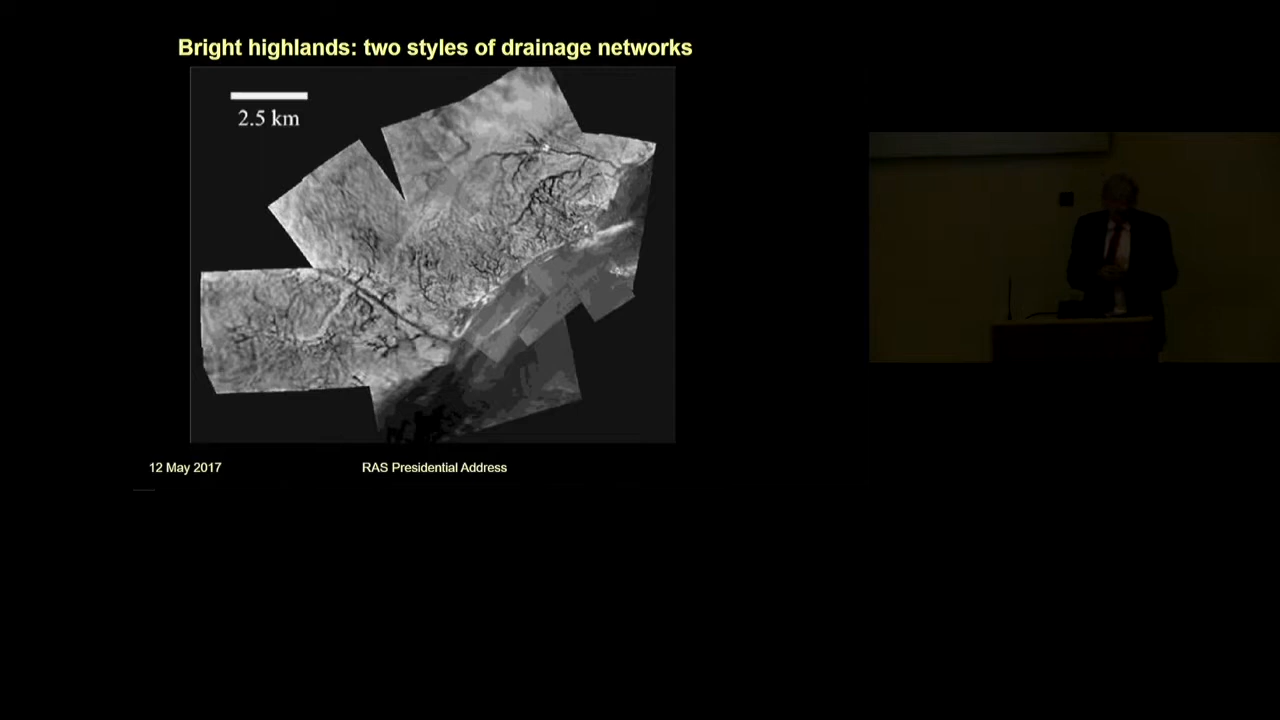 Bright highlands: two styles of drainage networks
2.5 km
12 May 2017
RAS Presidential Address